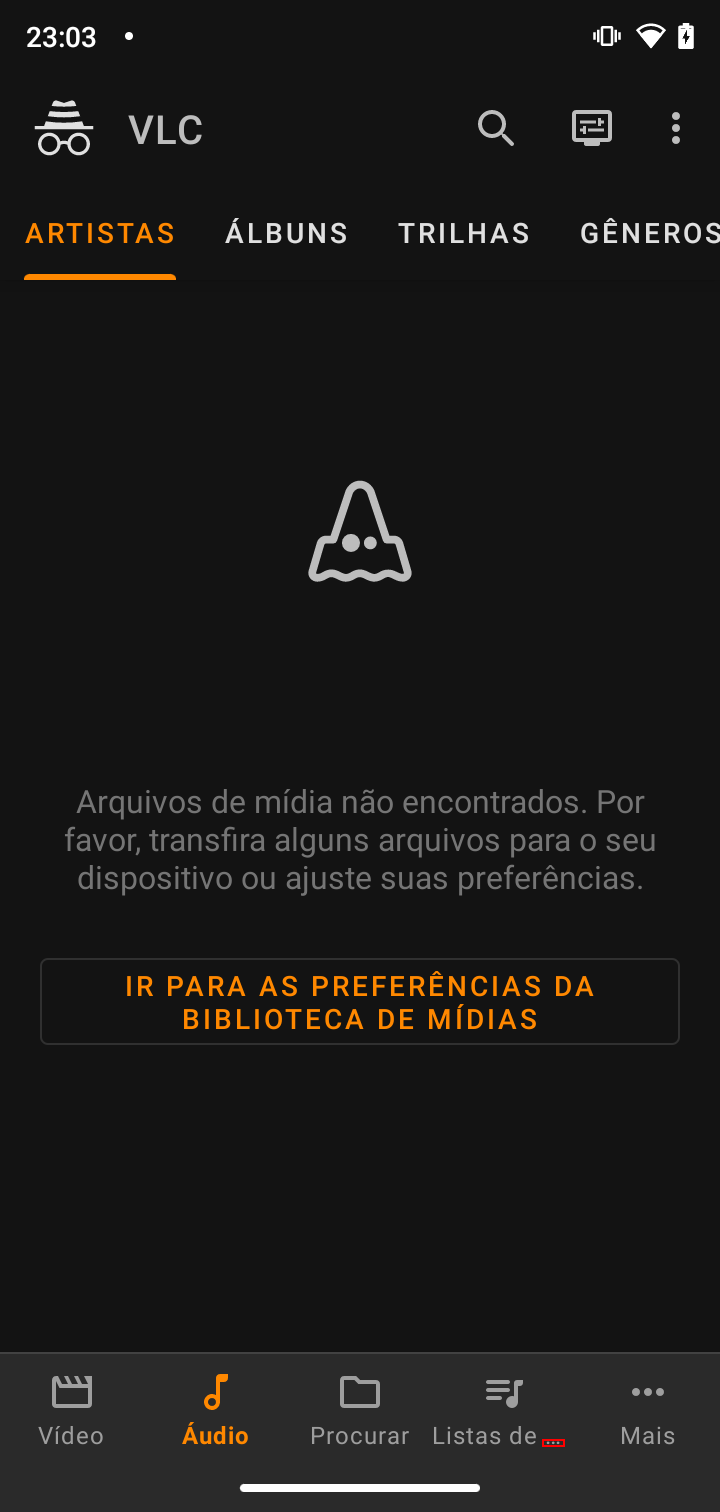 23:03
VLC
ARTISTAS ÁLBUNS TRILHAS GÊNEROS
Arquivos de mídia não encontrados. Por
favor, transfira alguns arquivos para o seu
dispositivo ou ajuste suas preferências.
IR PARA AS PREFERÊNCIAS DA
BIBLIOTECA DE MÍDIAS
Vídeo Áudio Procurar Listas de... Mais